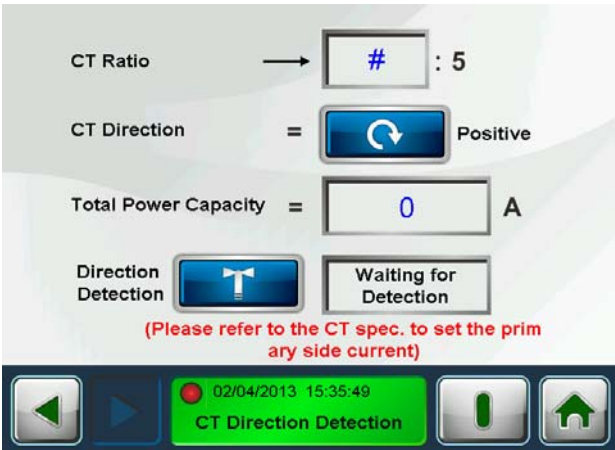 CT Ratio # : 5
CT Direction = Positive
Total Power Capacity = 0 A
Direction
Detection
Waiting for
Detection
(Please refer to the CT spec. to set the prim
ary side current)
02/04/2013 15:35:49
CT Direction Detection